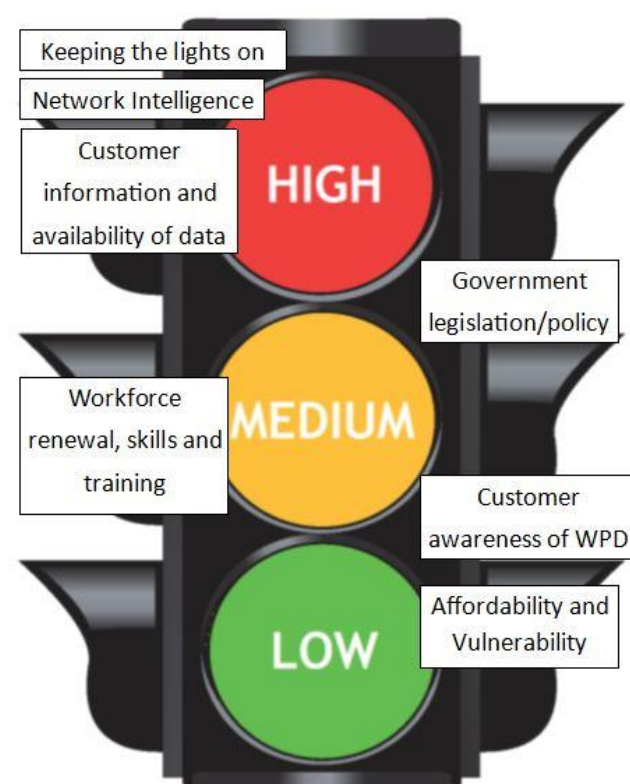 Keeping the lights on
Network Intelligence
Customer
information and
availability of data
HIGH
Government
legislation/policy
Workforce
renewal, skills and
training
MEDIUM
Customer
awareness of WPD
Affordability and
Vulnerability
LOW